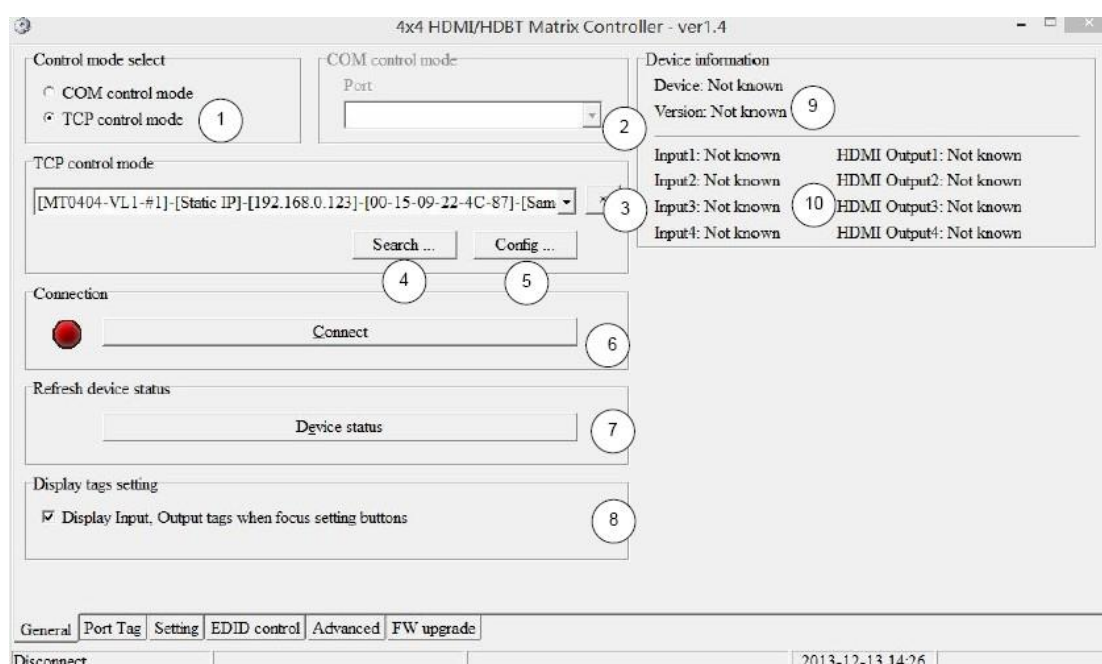 4x4 HDMI/HDBT Matrix Controller - ver1.4
Control mode select
COM control mode
TCP control mode
1
COM control mode
Port
2
TCP control mode
[MT0404-VL1-#1]-[Static IP]-[192.168.0.123]-[00-15-09-22-4C-87]-[Sam
3
Search ...
Config ...
4
5
Connection
Connect
6
Refresh device status
Device status
7
Display tags setting
Display Input, Output tags when focus setting buttons
8
Device information
Device: Not known
Version: Not known
9
Input1: Not known HDMI Output1: Not known
Input2: Not known HDMI Output2: Not known
Input3: Not known HDMI Output3: Not known
Input4: Not known HDMI Output4: Not known
10
General Port Tag Setting EDID control Advanced FW upgrade
Disconnect 2013-12-13 14:26